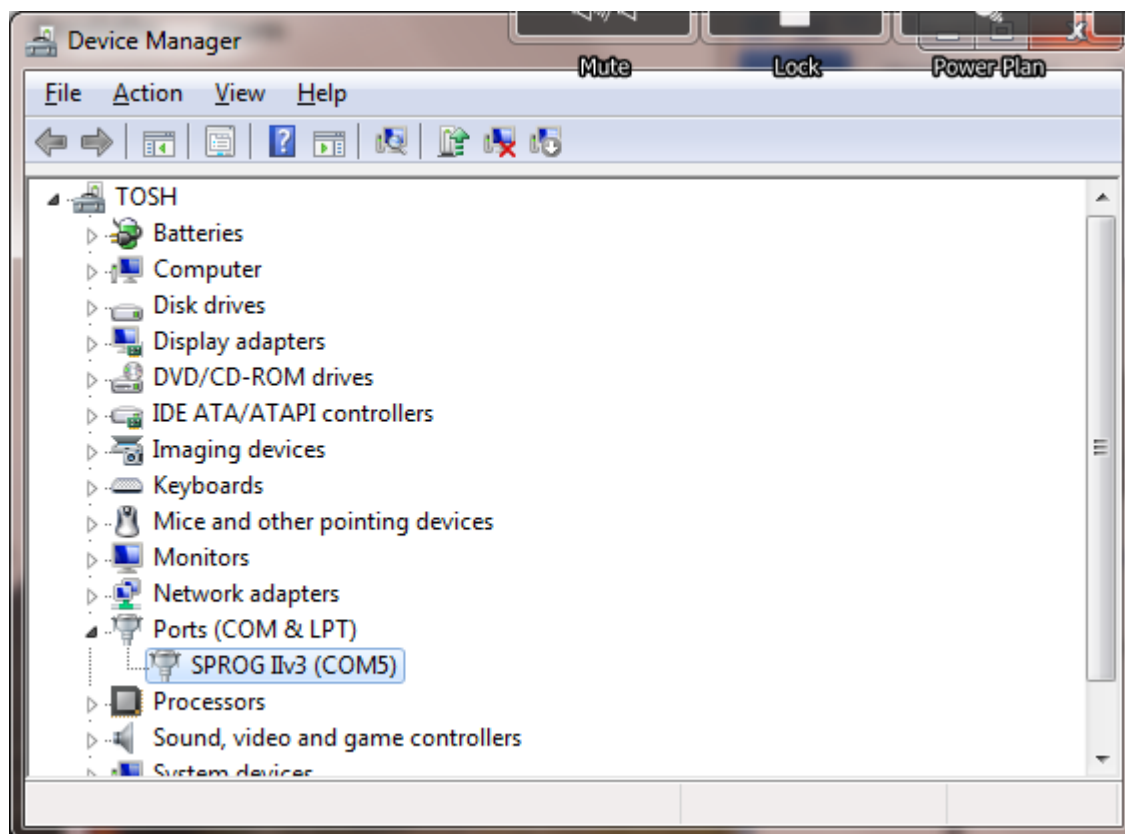 Device Manager
Mute Lock Power Plan
File Action View Help
TOSH
Batteries
Computer
Disk drives
Display adapters
DVD/CD-ROM drives
IDE ATA/ATAPI controllers
Imaging devices
Keyboards
Mice and other pointing devices
Monitors
Network adapters
Ports (COM & LPT)
SPROG IIv3 (COM5)
Processors
Sound, video and game controllers
System devices